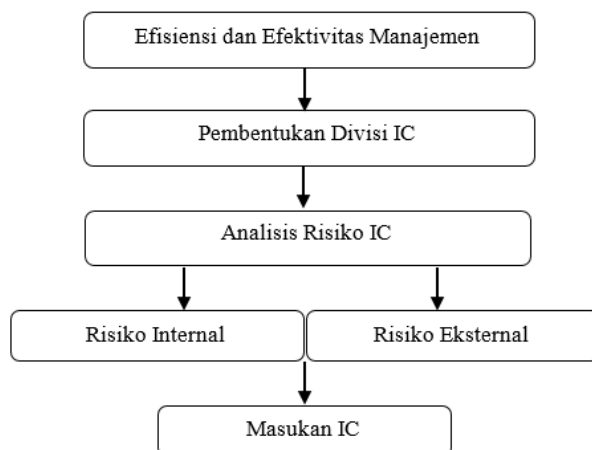 Efisiensi dan Efektivitas Manajemen
Pembentukan Divisi IC
Analisis Risiko IC
Risiko Internal
Risiko Eksternal
Masukan IC